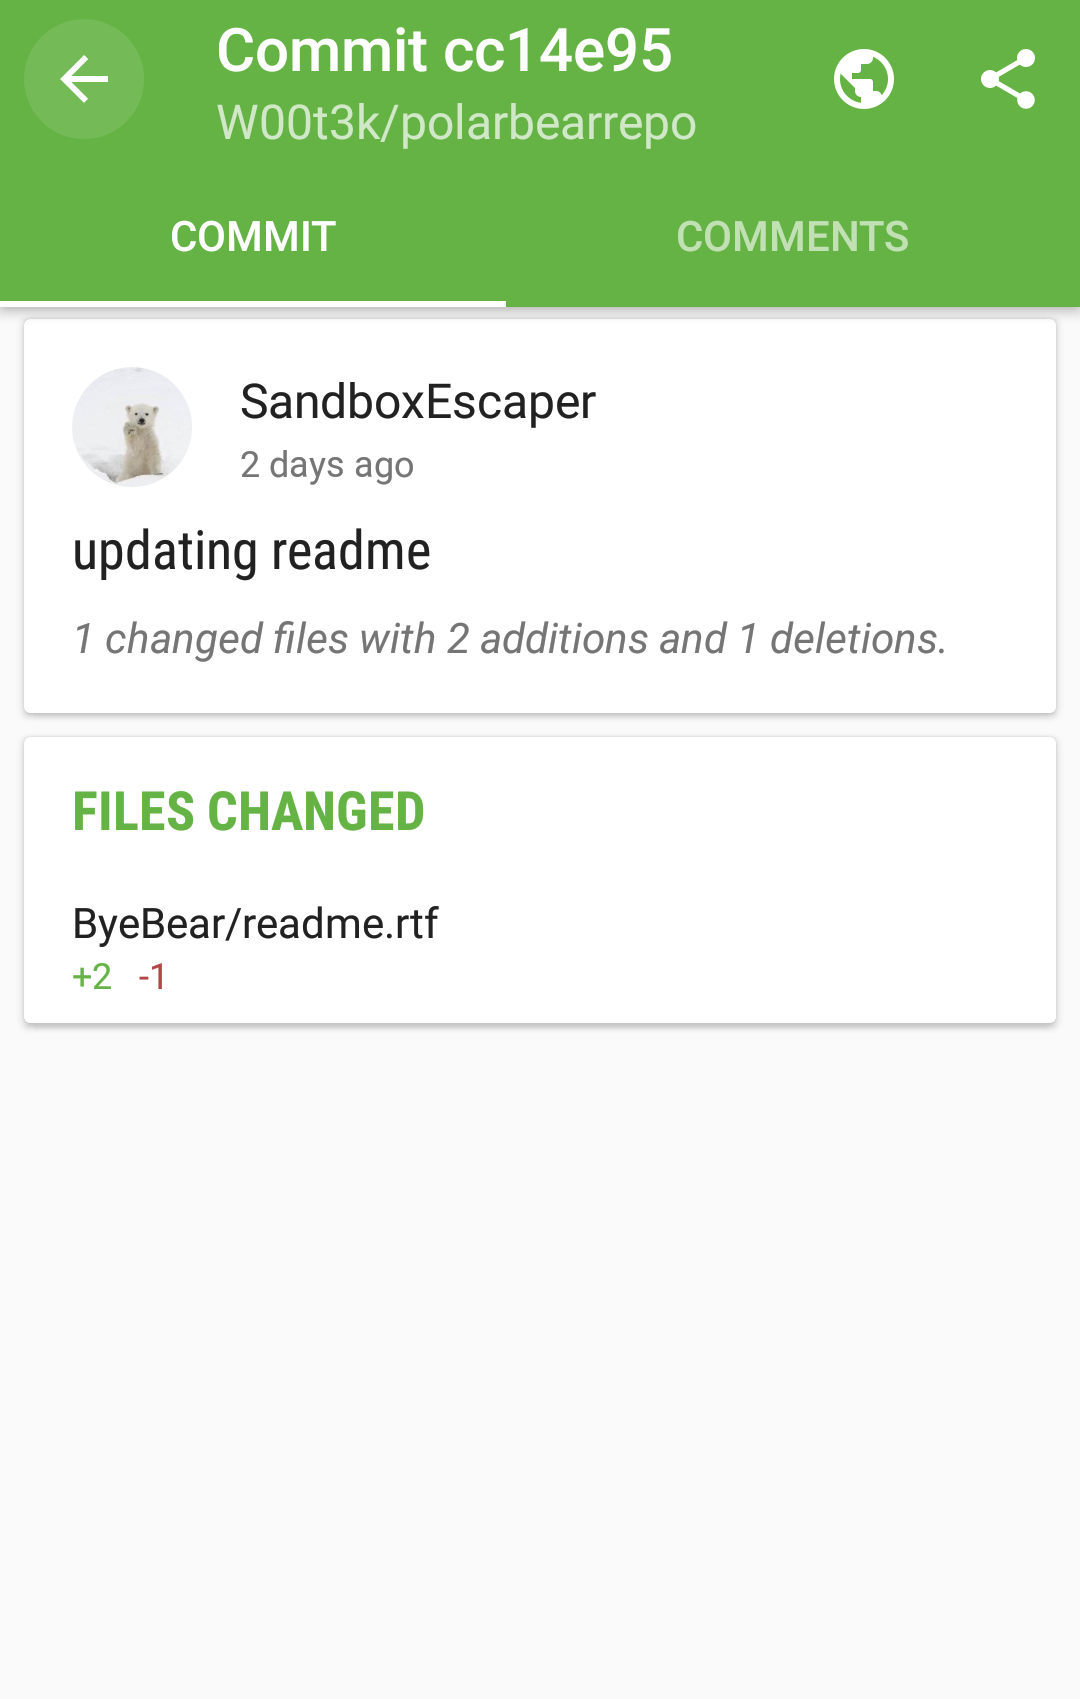 Commit cc14e95
W00t3k/polarbearrepo
COMMIT
COMMENTS
SandboxEscaper
2 days ago
updating readme
1 changed files with 2 additions and 1 deletions.
FILES CHANGED
ByeBear/readme.rtf
+2 -1